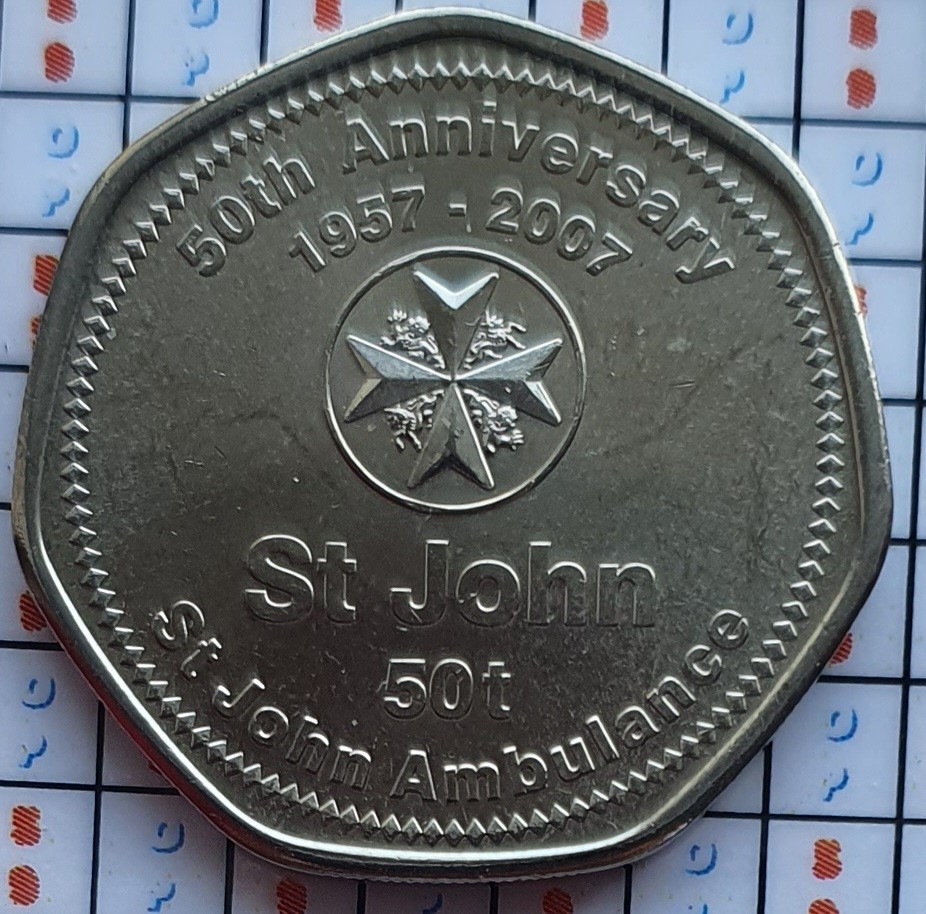 50th Anniversary
1957 - 2007
St John
50t
St John Ambulance